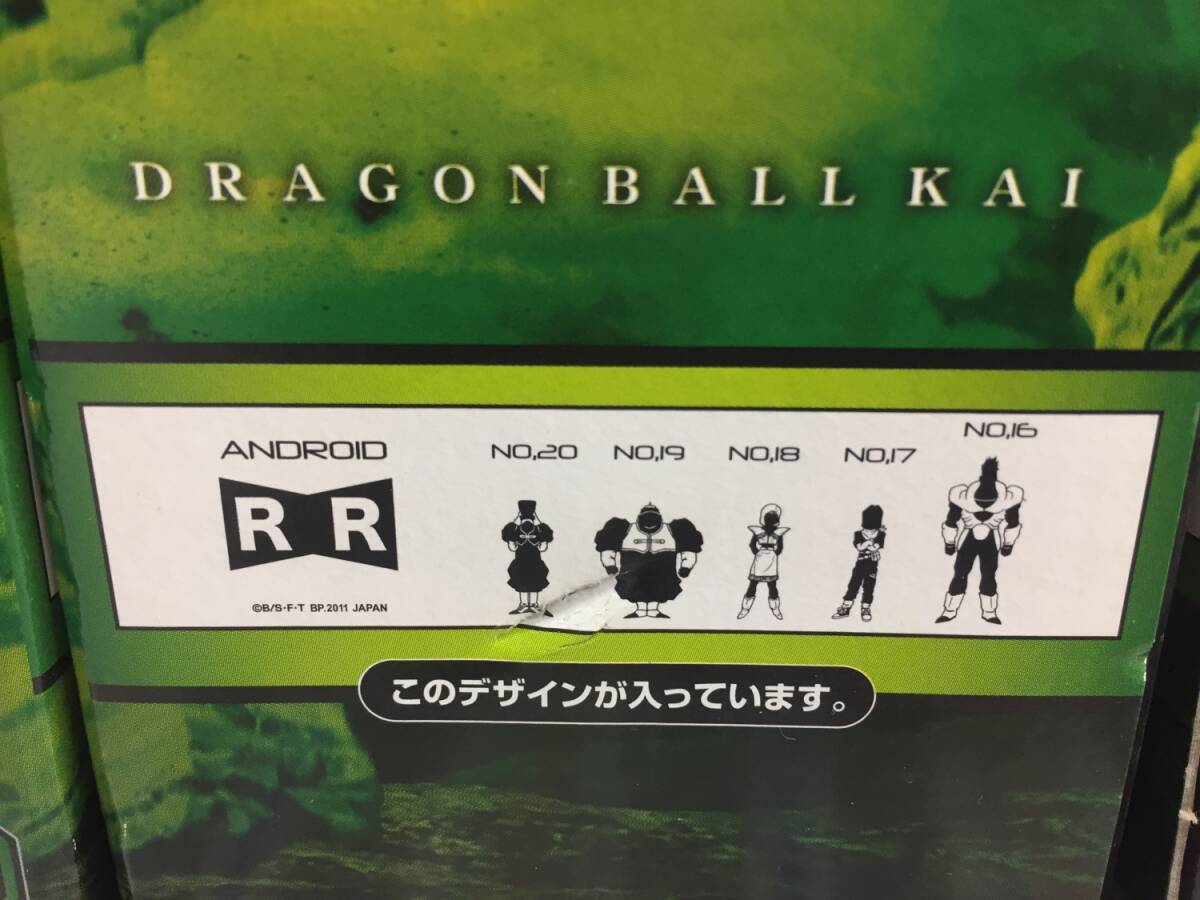 DRAGON BALL KAI
ANDROID
NO,20 NO,19 NO,18 NO,17 NO,16
R R
©B/S・F・T BP.2011 JAPAN
このデザインが入っています。